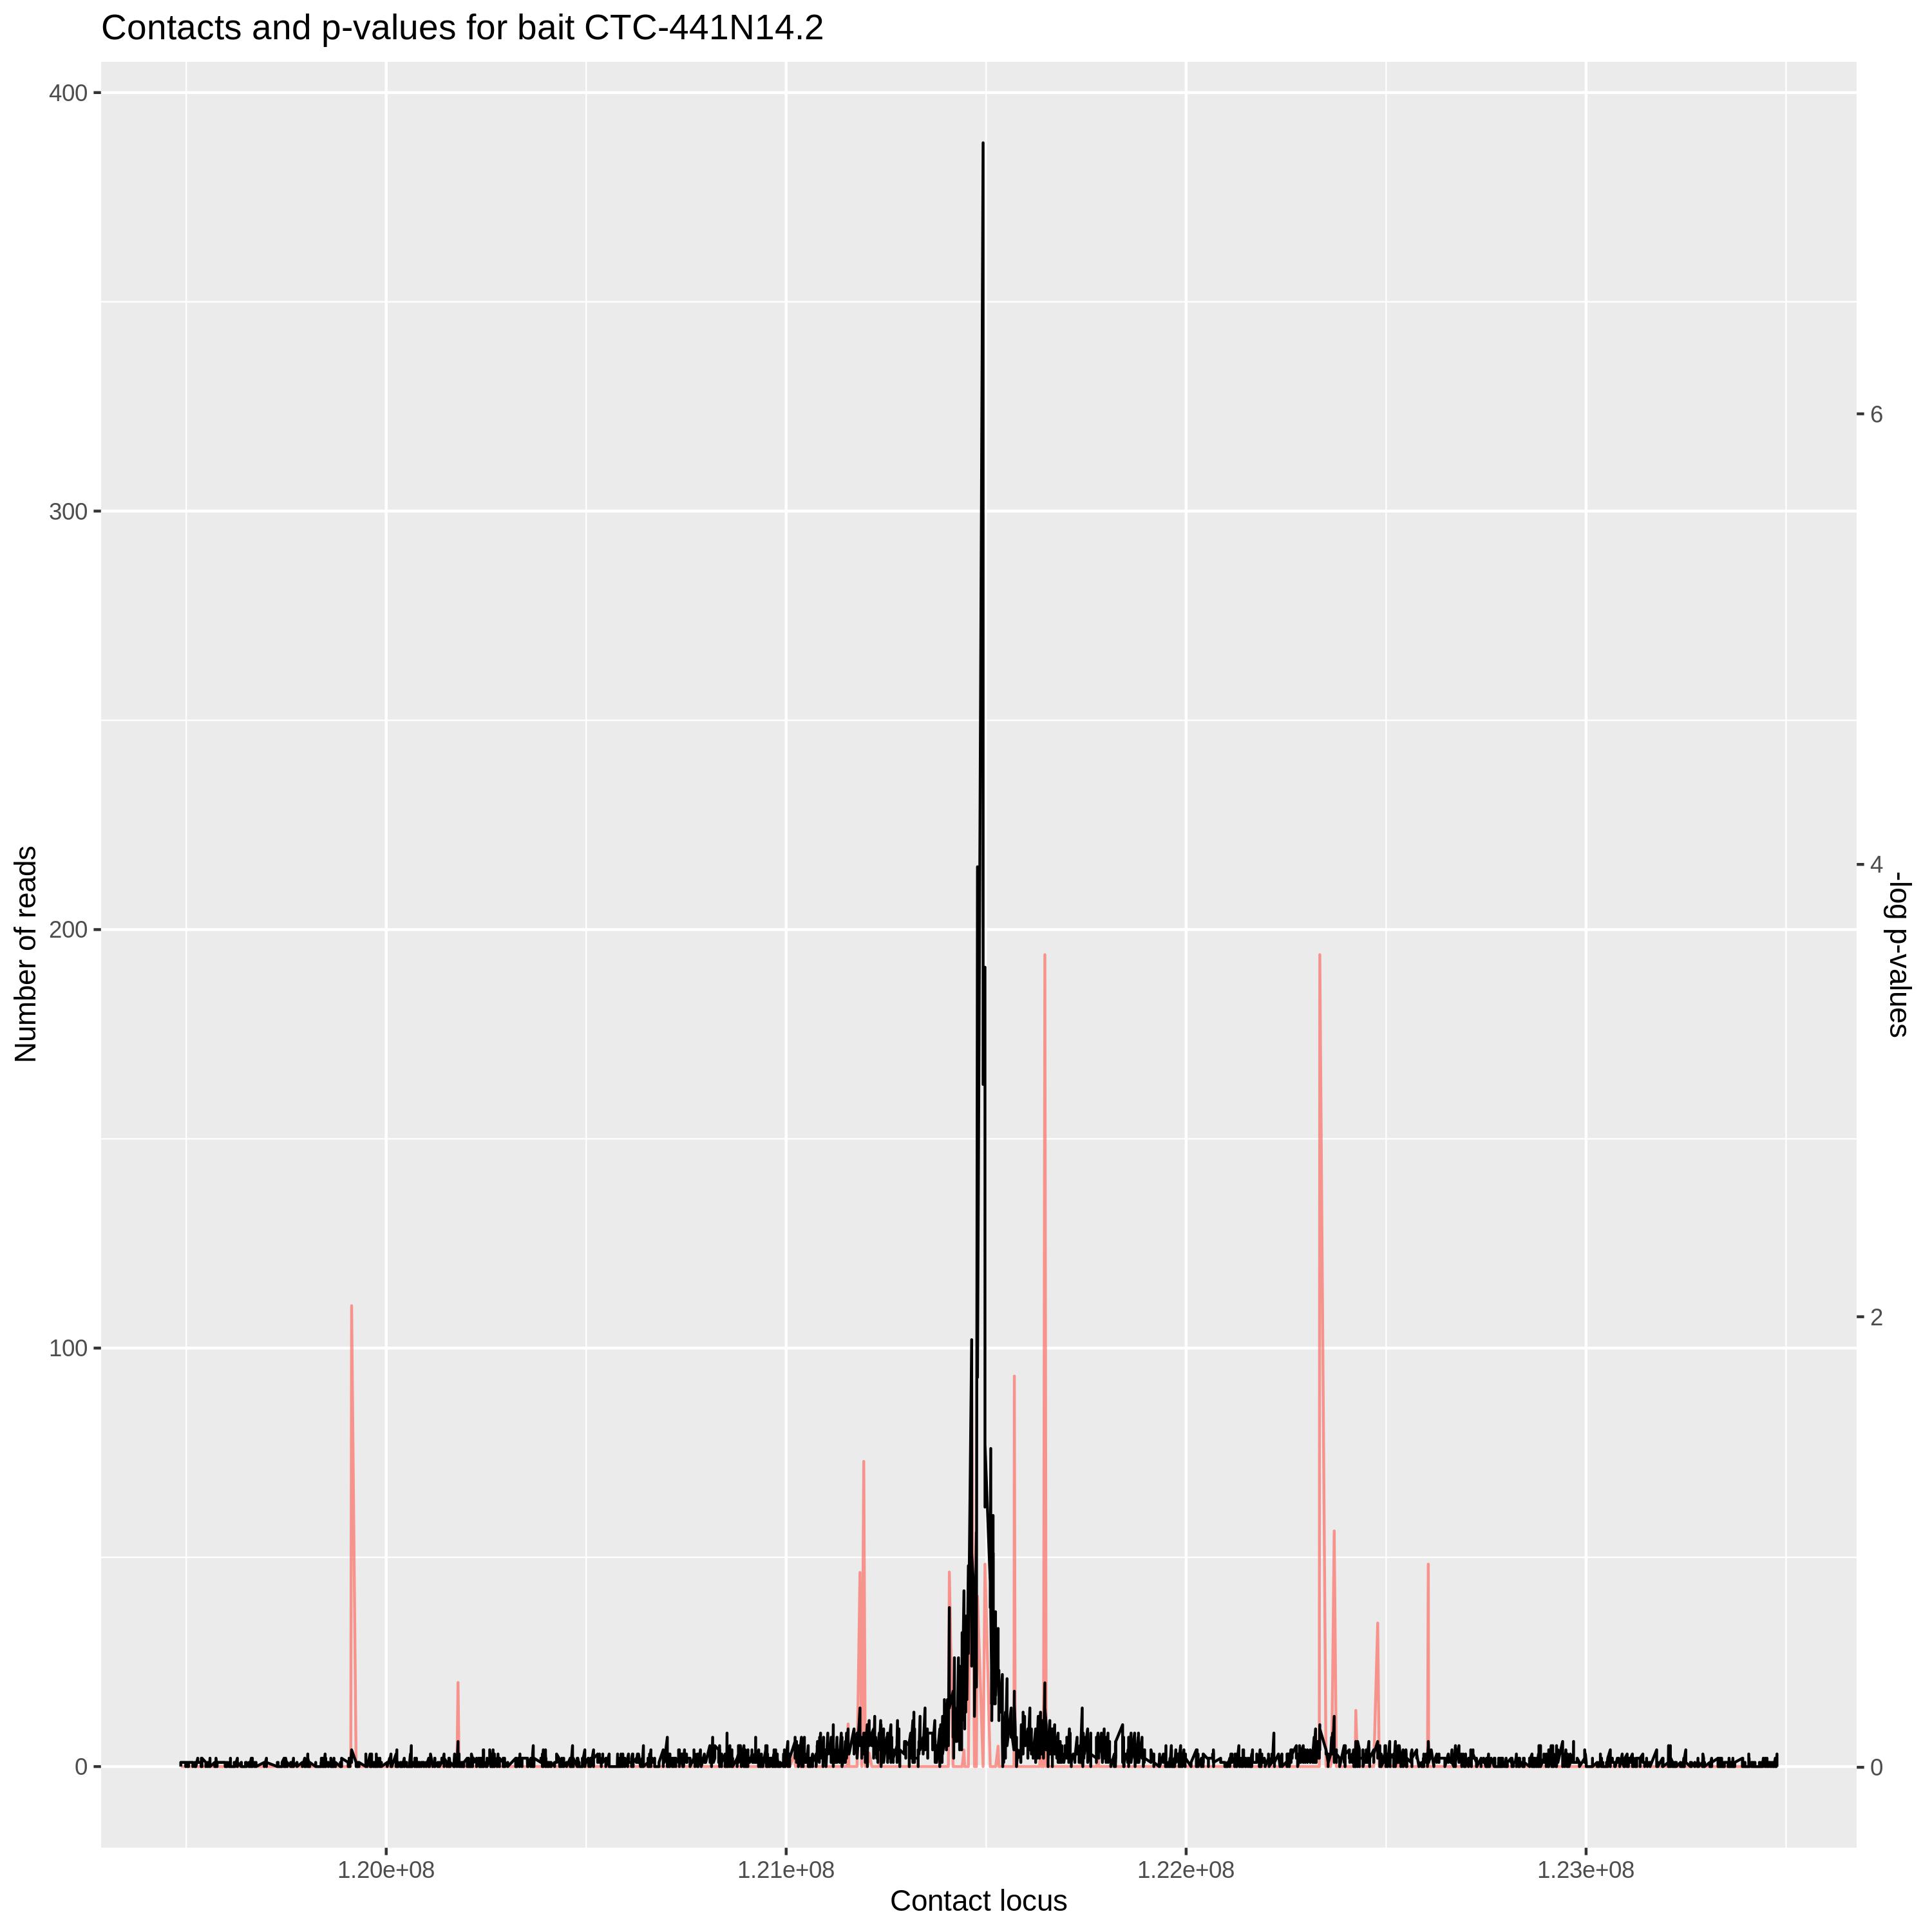 Contacts and p-values for bait CTC-441N14.2
400
300
200
100
0
Number of reads
6
4
2
0
-log p-values
1.20e+08
1.21e+08
1.22e+08
1.23e+08
Contact locus